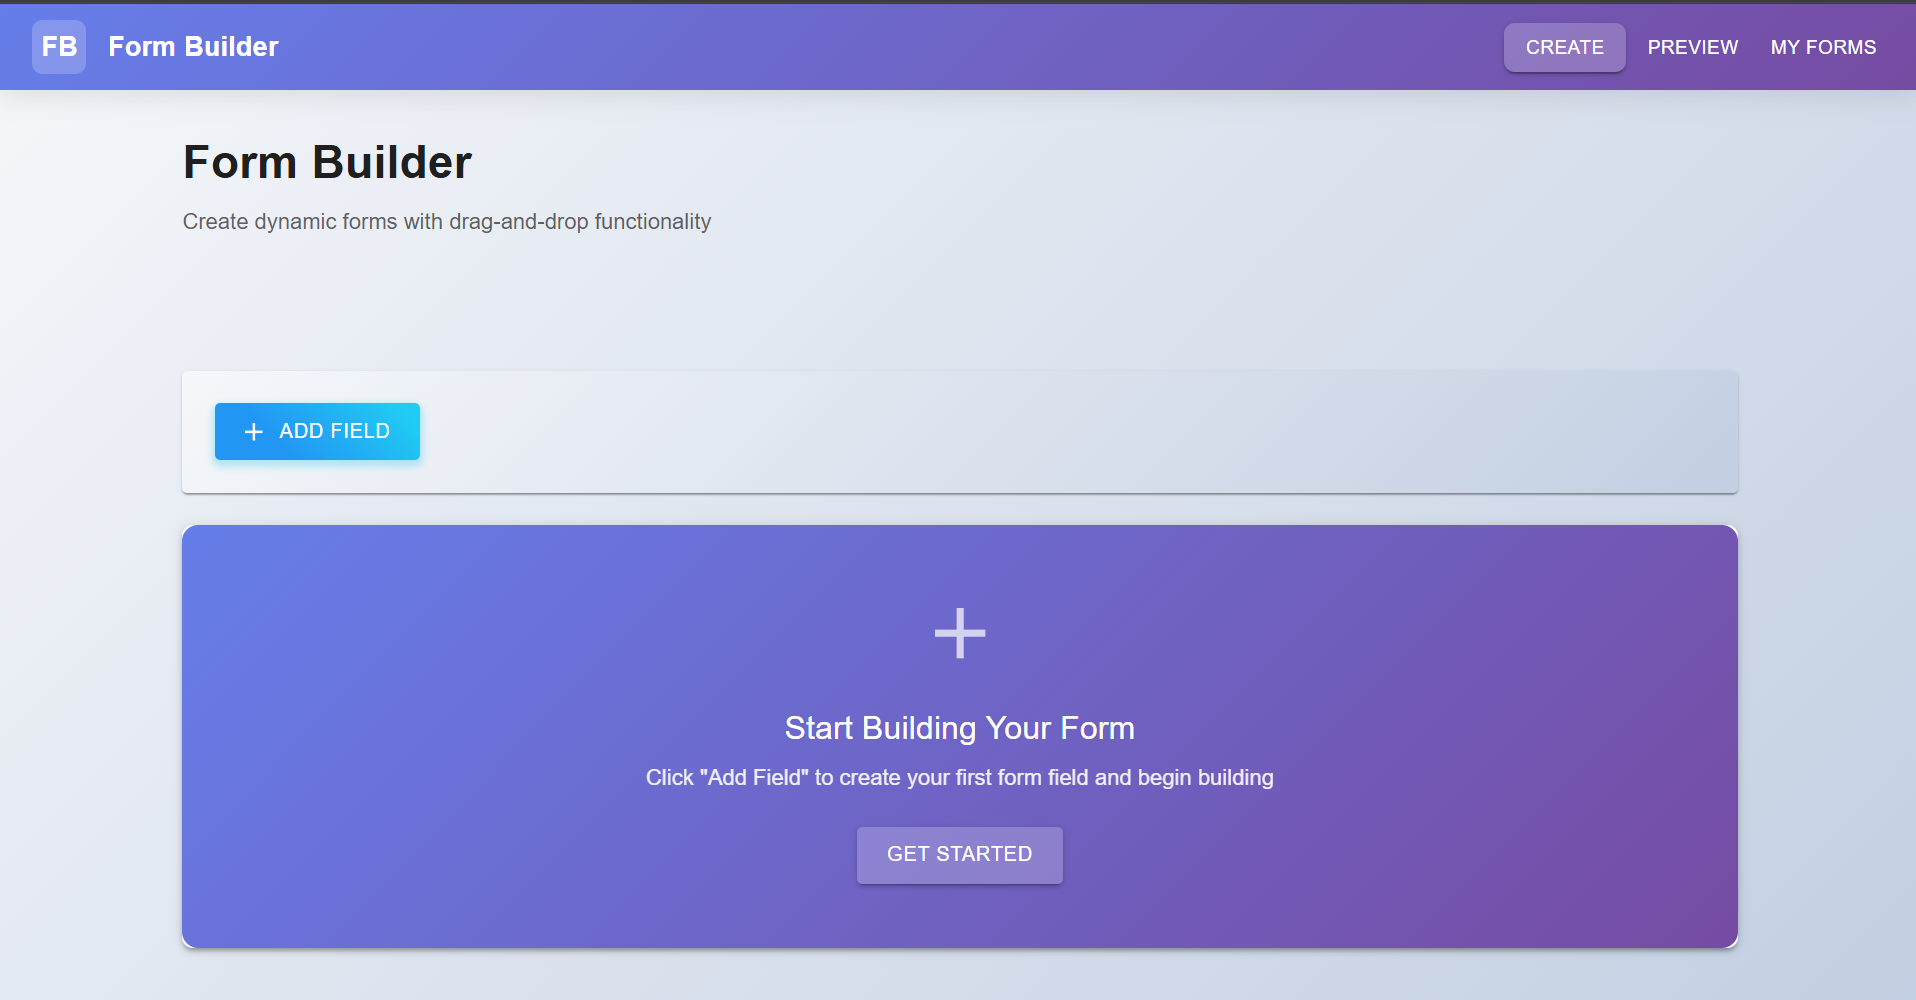 FB Form Builder CREATE PREVIEW MY FORMS
Form Builder
Create dynamic forms with drag-and-drop functionality
+ ADD FIELD
Start Building Your Form
Click "Add Field" to create your first form field and begin building
GET STARTED